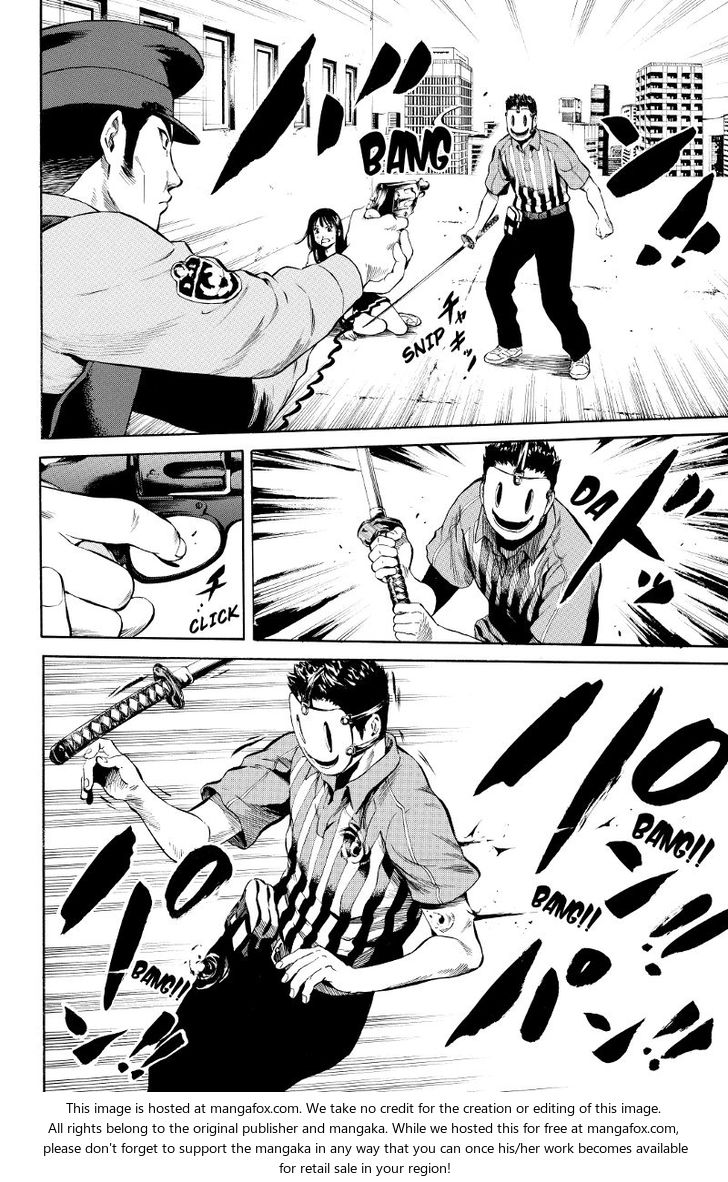 バン!!
BANG
チャキッ
SNIP
ダッ
DA
チ..
CLICK
パン!!
BANG!!
パン!!
BANG!!
パン!!
BANG!!
This image is hosted at mangafox.com. We take no credit for the creation or editing of this image.
All rights belong to the original publisher and mangaka. While we hosted this for free at mangafox.com,
please don't forget to support the mangaka in any way that you can once his/her work becomes available
for retail sale in your region!